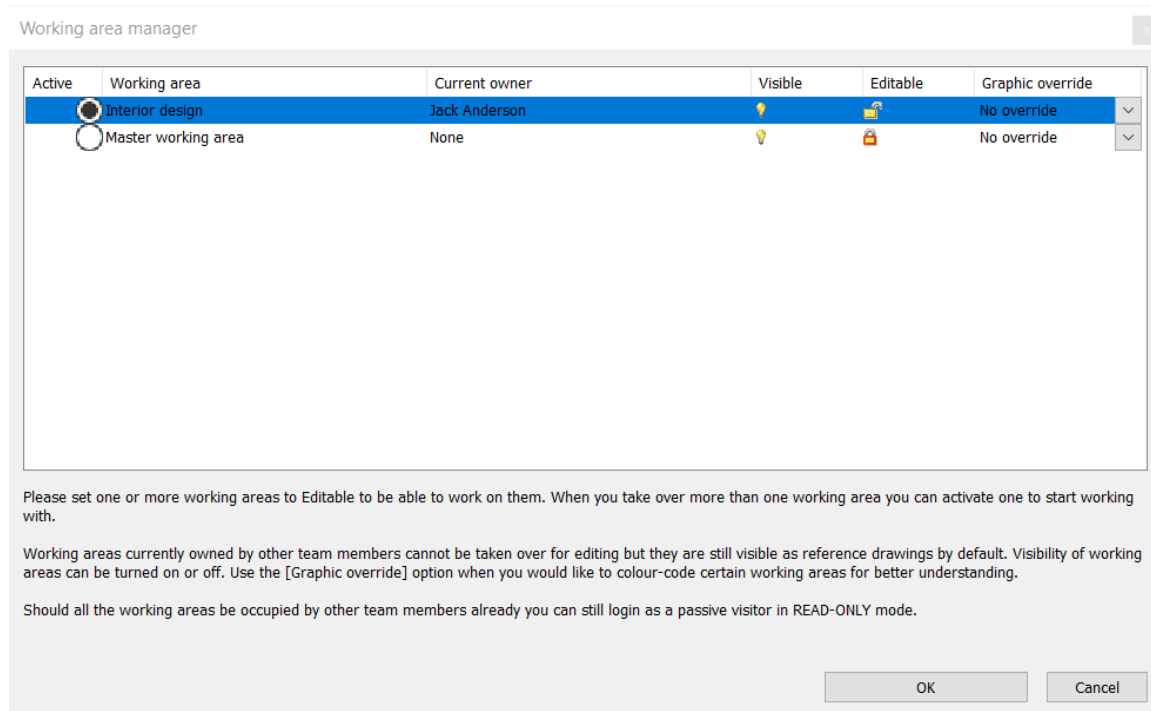 Working area manager
Active Working area Current owner Visible Editable Graphic override
Interior design Jack Anderson No override
Master working area None No override
Please set one or more working areas to Editable to be able to work on them. When you take over more than one working area you can activate one to start working
with.
Working areas currently owned by other team members cannot be taken over for editing but they are still visible as reference drawings by default. Visibility of working
areas can be turned on or off. Use the [Graphic override] option when you would like to colour-code certain working areas for better understanding.
Should all the working areas be occupied by other team members already you can still login as a passive visitor in READ-ONLY mode.
OK Cancel